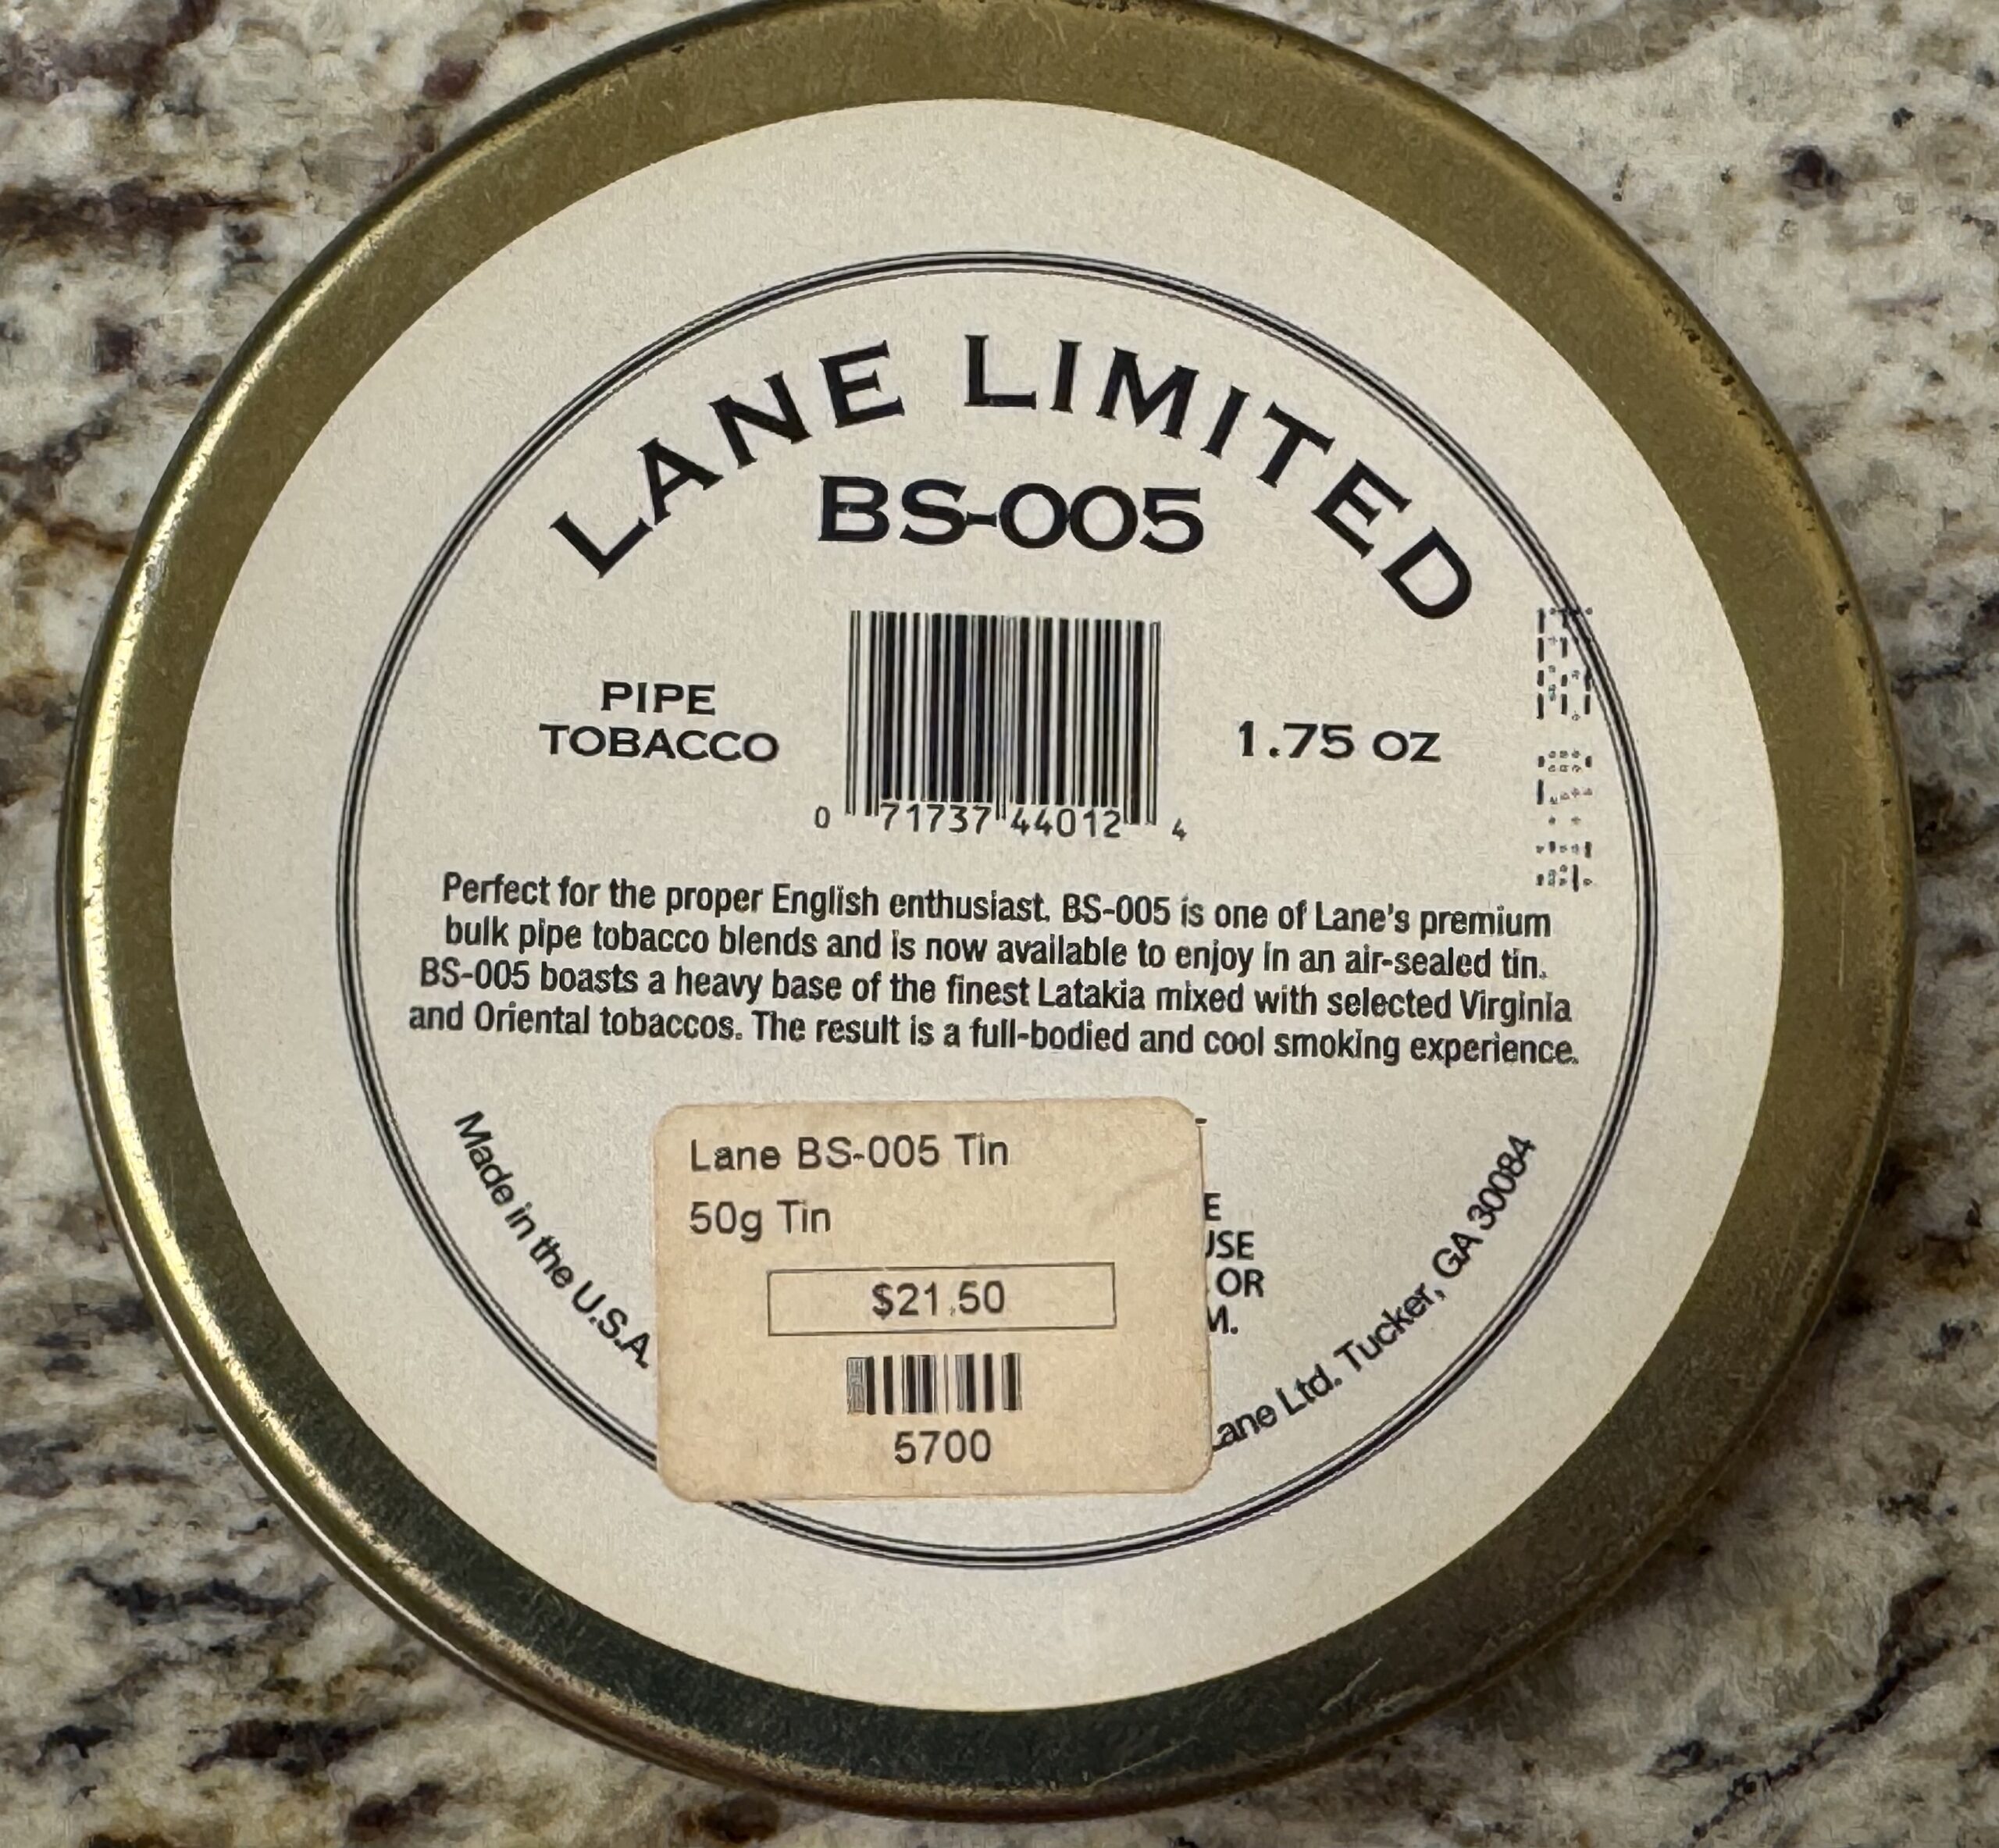 LANE LIMITED
BS-005
PIPE
TOBACCO
1.75 OZ
0 71737 44012 4
Perfect for the proper English enthusiast. BS-005 is one of Lane's premium
bulk pipe tobacco blends and is now available to enjoy in an air-sealed tin.
BS-005 boasts a heavy base of the finest Latakia mixed with selected Virginia
and Oriental tobaccos. The result is a full-bodied and cool smoking experience.
Made in the U.S.A.
Lane BS-005 Tin
50g Tin
$21.50
5700
OR
Lane Ltd. Tucker, GA 30084